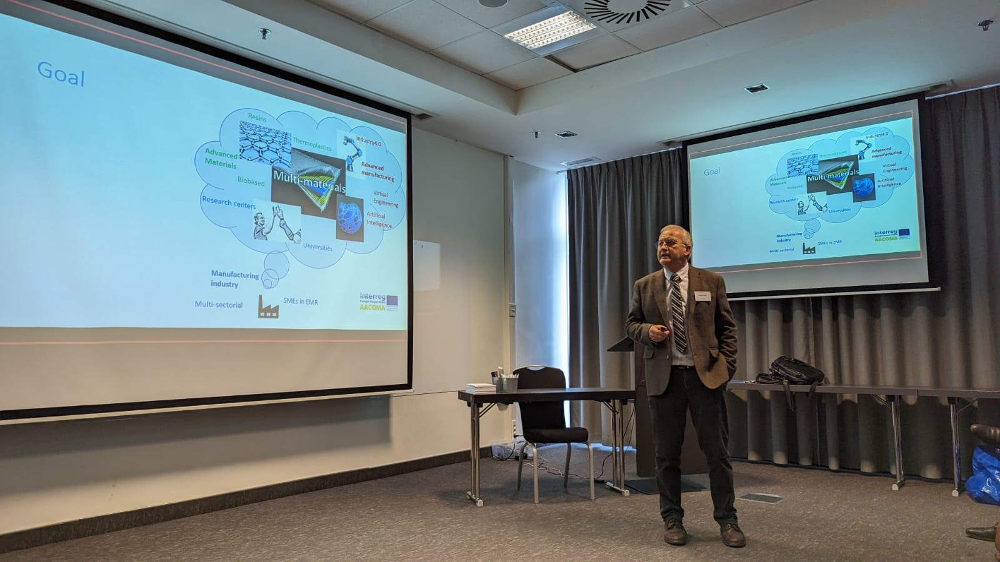 Goal
Resins
Thermoplastics
industry4.0
Advanced
Materials
Advanced
manufacturing
Multi-materials
Biobased
Virtual
Engineering
Research centers
Artificial
Intelligence
Universities
Manufacturing
industry
Multi-sectorial
SMEs in EMR
Interreg
AACOMA
Goal
Resins
Thermoplastics
Industry4.0
Advanced
manufacturing
Advanced
Materials
Multi-materials
Biobased
Virtual
Engineering
Artificial
Intelligence
Research centers
Universities
Manufacturing
industry
Multi-sectorial
SMEs in EMR
Interreg
AACOMA